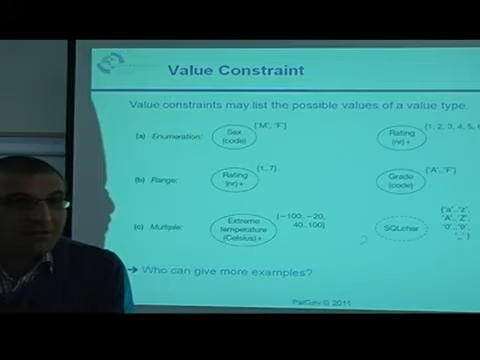 Value Constraint
Value constraints may list the possible values of a value type.
(a) Enumeration:
Sex
(code)
{'M', 'F'}
Rating
(nr)
{1, 2, 3, 4, 5, 6
(b) Range:
Rating
(nr)+
{1..7}
Grade
(code)
{'A'..'F'}
(c) Multiple:
Extreme
temperature
(Celsius)+
{-100..-20,
40..100}
SQLchar
{'a'..'z',
'A'..'Z',
'0'..'9',
'_'}
→ Who can give more examples?
PalGov © 2011